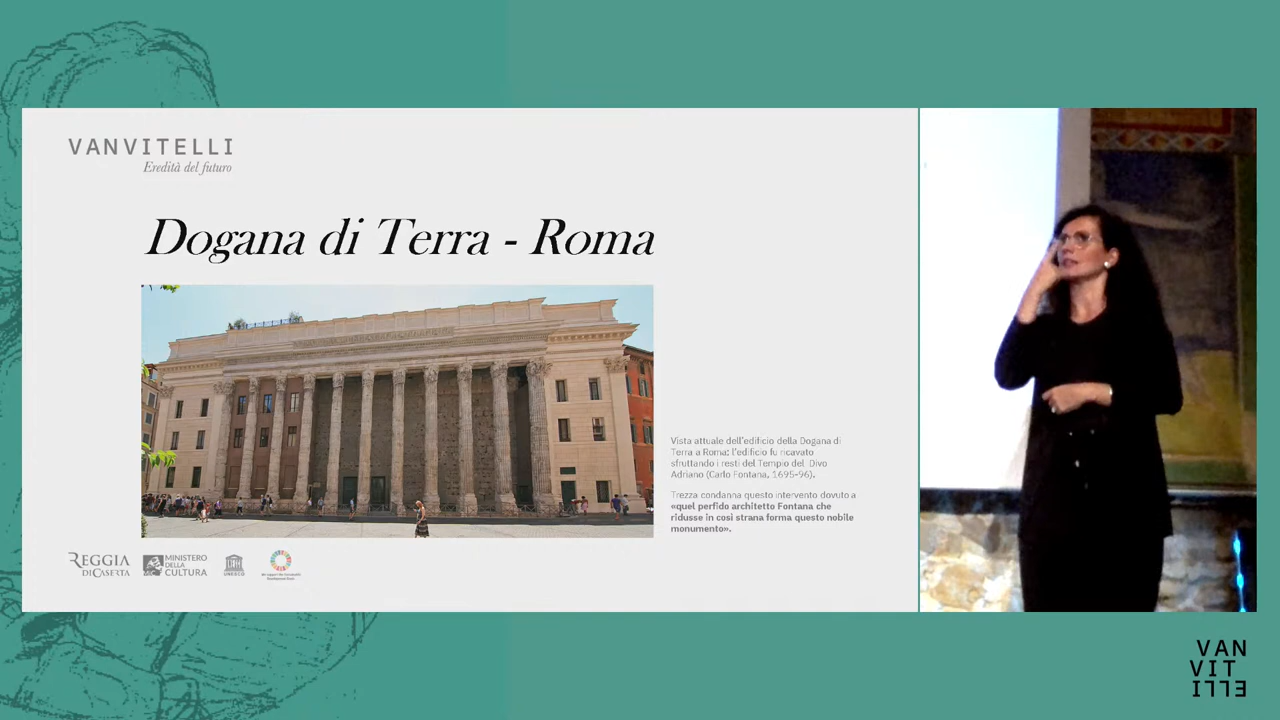 VANVITELLI
Eredità del futuro
Dogana di Terra - Roma
Vista attuale dell'edificio della Dogana di
Terra a Roma: l'edificio fu ricavato
sfruttando i resti del Tempio del Divo
Adriano (Carlo Fontana, 1695-96).
Trezza condanna questo intervento dovuto a
«quel perfido architetto Fontana che
ridusse in così strana forma questo nobile
monumento».
REGGIA
DI CASERTA
MINISTERO
DELLA
CULTURA
UNESCO
VAN
VIT
ELLI